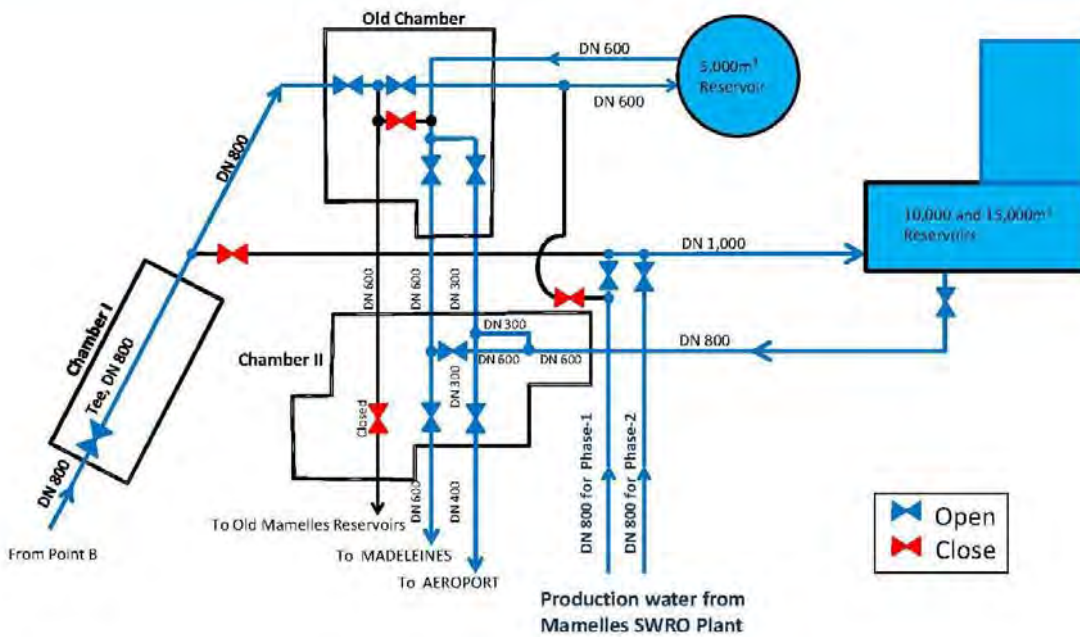 Old Chamber
DN 600
5,000m³
Reservoir
DN 600
DN 800
10,000 and 15,000m³
Reservoirs
DN 1,000
DN 600
DN 600
DN 300
Chamber I
Tee, DN 800
DN 300
DN 600
DN 600
DN 800
Chamber II
DN 300
Closed
DN 800
DN 600
DN 400
DN 800 for Phase-1
DN 800 for Phase-2
To Old Mamelles Reservoirs
From Point B
To MADELEINES
To AEROPORT
Open
Close
Production water from
Mamelles SWRO Plant